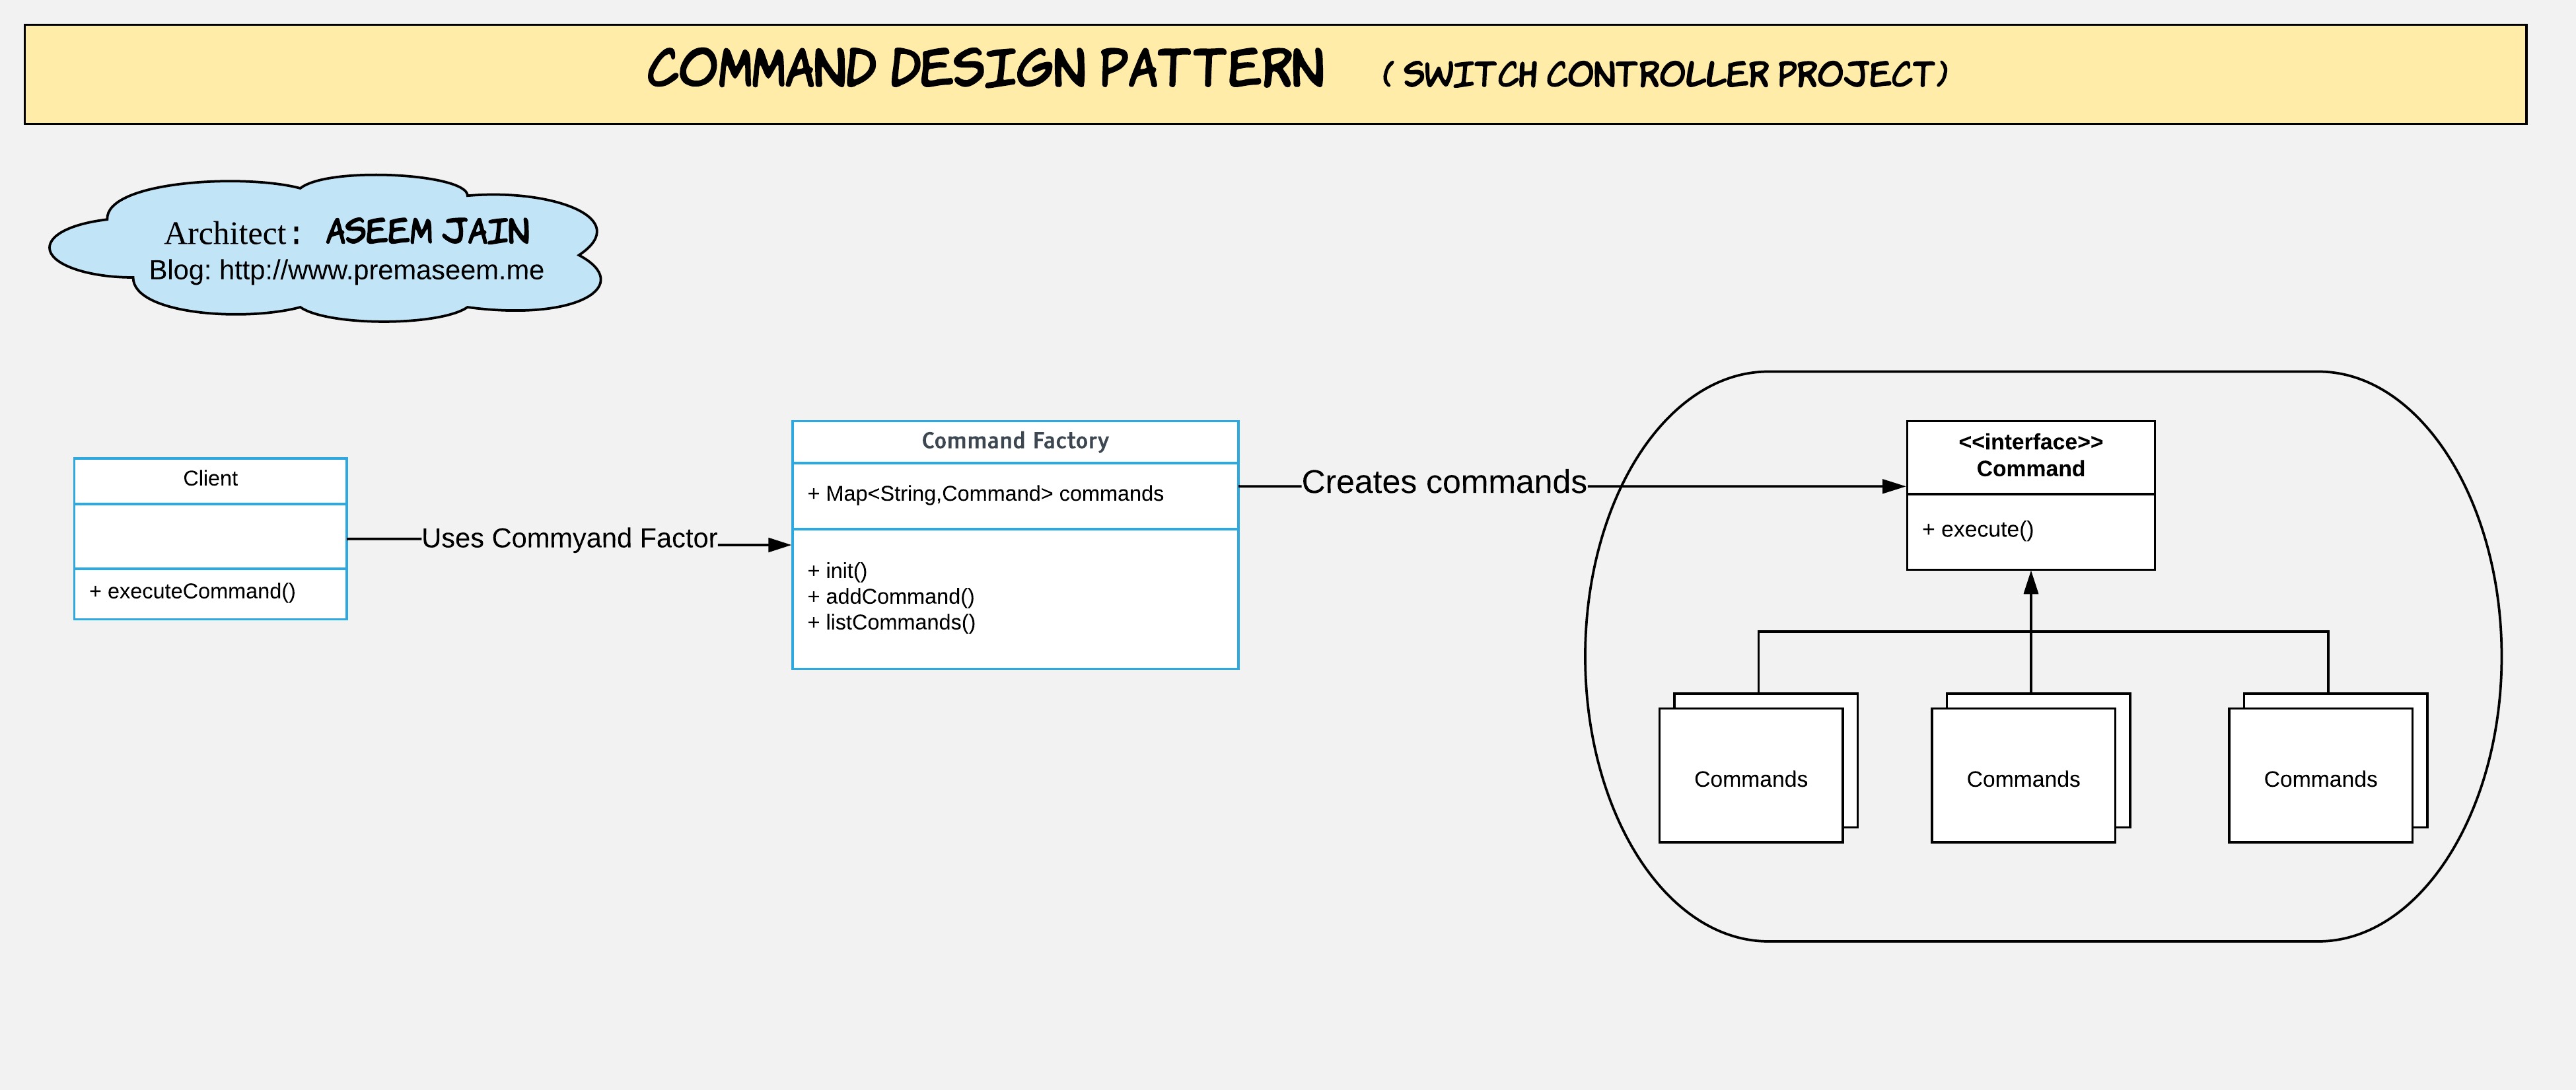 COMMAND DESIGN PATTERN ( SWITCH CONTROLLER PROJECT)
Architect: ASEEM JAIN
Blog: http://www.premaseem.me
Client
+ executeCommand()
Uses Commyand Factor
Command Factory
+ Map<String,Command> commands
+ init()
+ addCommand()
+ listCommands()
Creates commands
<<interface>>
Command
+ execute()
Commands
Commands
Commands